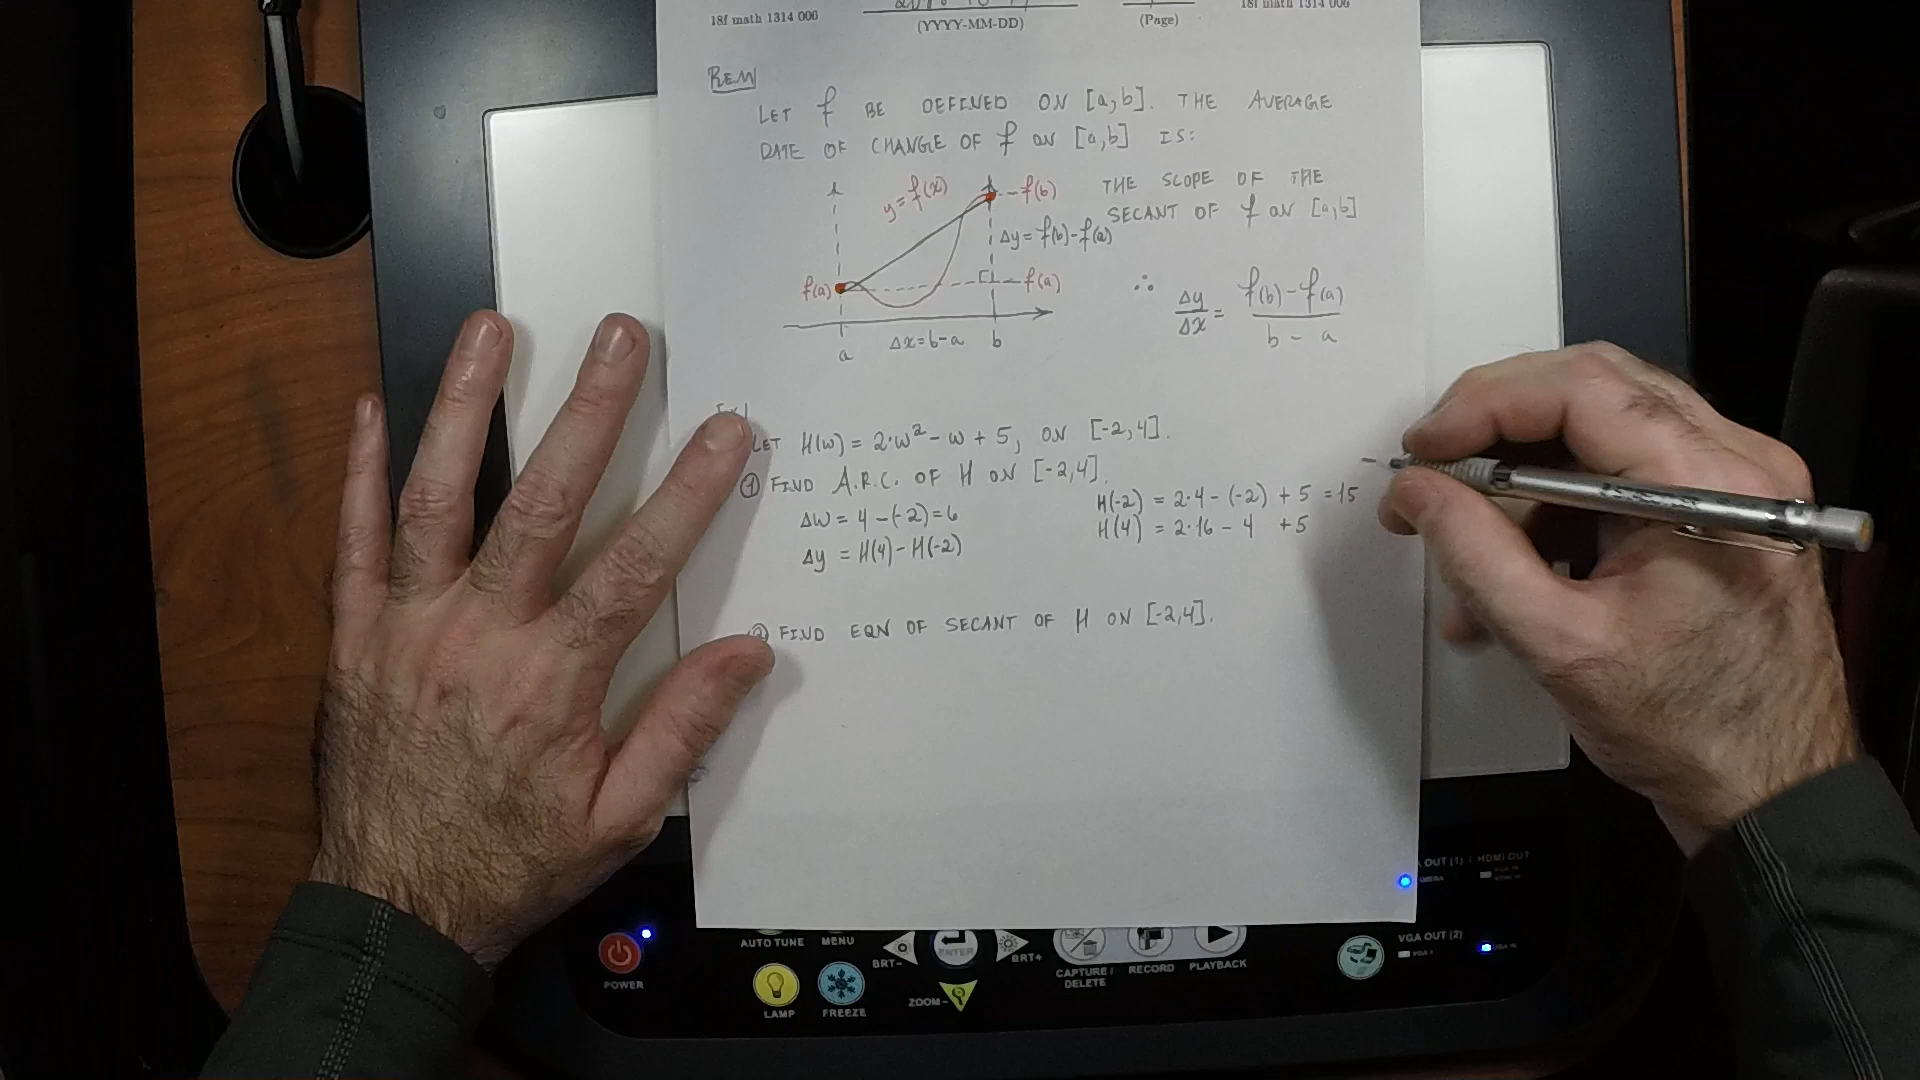 18f math 1314 006
(YYYY-MM-DD)
(Page)
18f math 1314 006
REM
LET f BE DEFINED ON [a,b]. THE AVERAGE
RATE OF CHANGE OF f ON [a,b] IS:
y=f(x)
f(b)
THE SLOPE OF THE
SECANT OF f ON [a,b]
Δy = f(b)-f(a)
f(a)
f(a)
∴ Δy/Δx = f(b)-f(a)/b-a
Δx=b-a
a
b
LET H(w) = 2·w²-w+5, ON [-2,4].
① FIND A.R.C. OF H ON [-2,4].
ΔW = 4-(-2)=6
Δy = H(4)-H(-2)
H(-2) = 2·4-(-2)+5 =15
H(4) = 2·16-4 +5
② FIND EQN OF SECANT OF H ON [-2,4].
OUT (1) HDMI OUT
VGA OUT (2)
POWER
AUTO TUNE
MENU
BRT-
ENTER
BRT+
CAPTURE / DELETE
RECORD
PLAYBACK
LAMP
FREEZE
ZOOM-